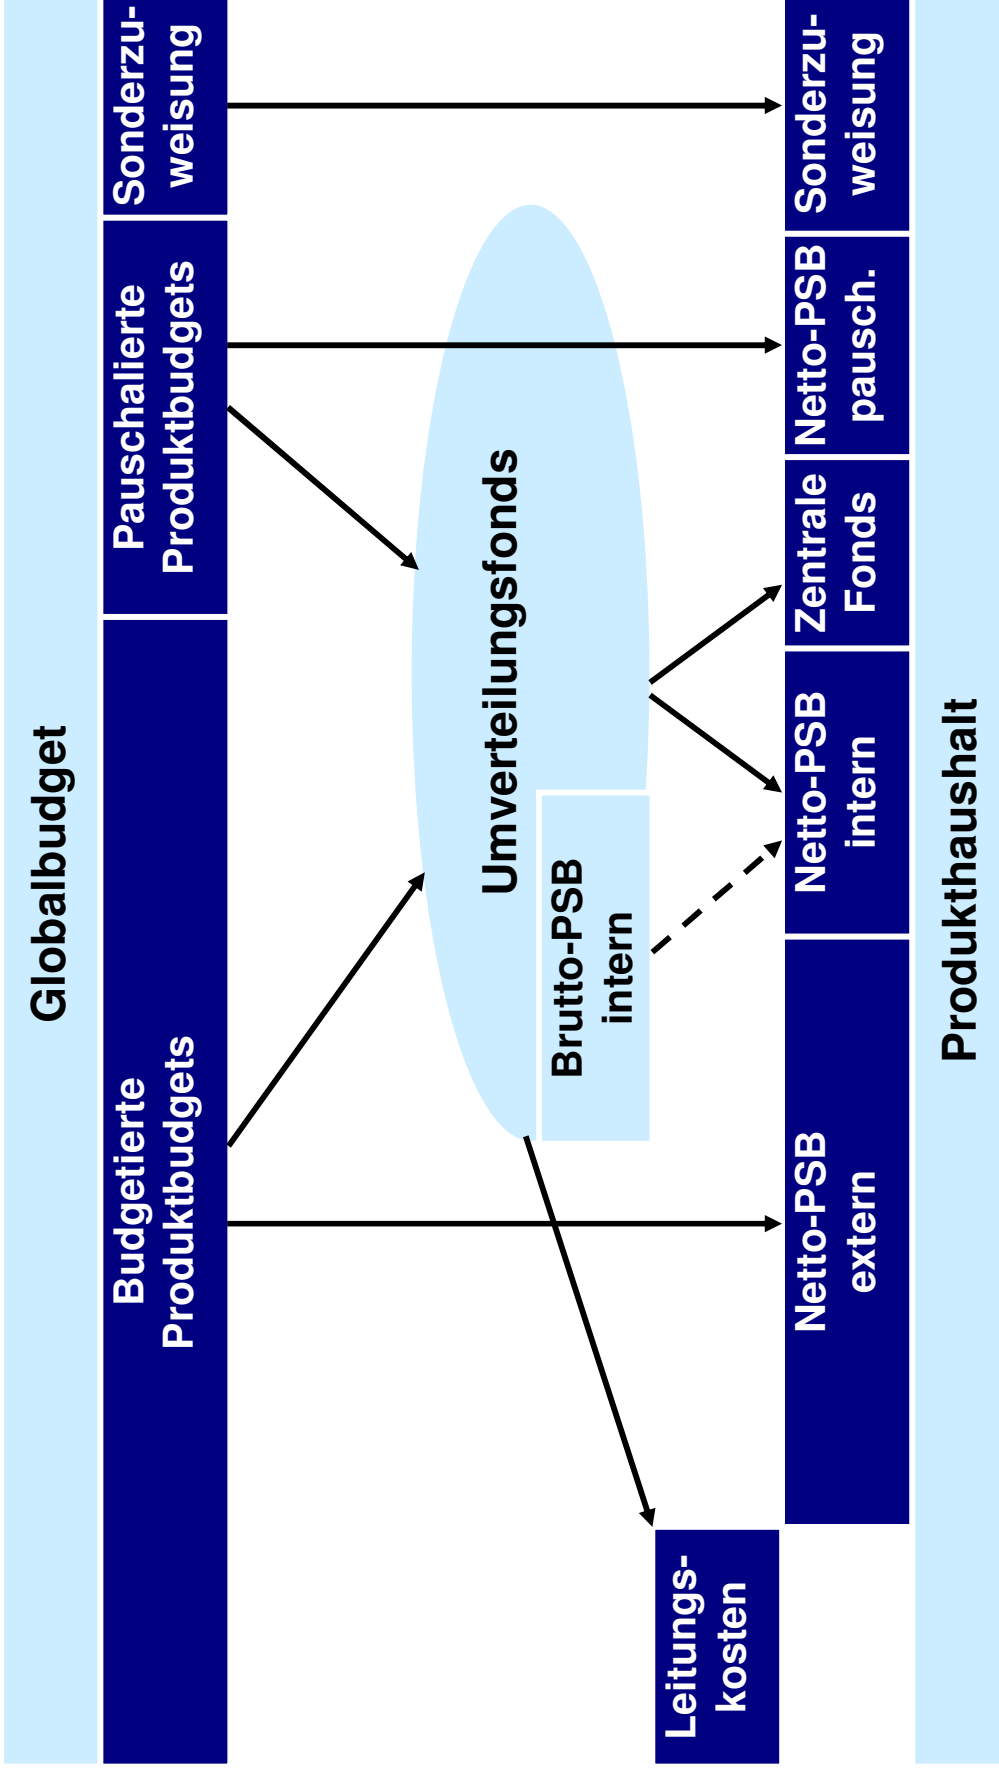 Globalbudget
Budgetierte
Produktbudgets
Pauschalierte
Produktbudgets
Sonderzu-
weisung
Umverteilungsfonds
Brutto-PSB
intern
Leitungs-
kosten
Netto-PSB
extern
Netto-PSB
intern
Zentrale
Fonds
Netto-PSB
pausch.
Sonderzu-
weisung
Produkthaushalt